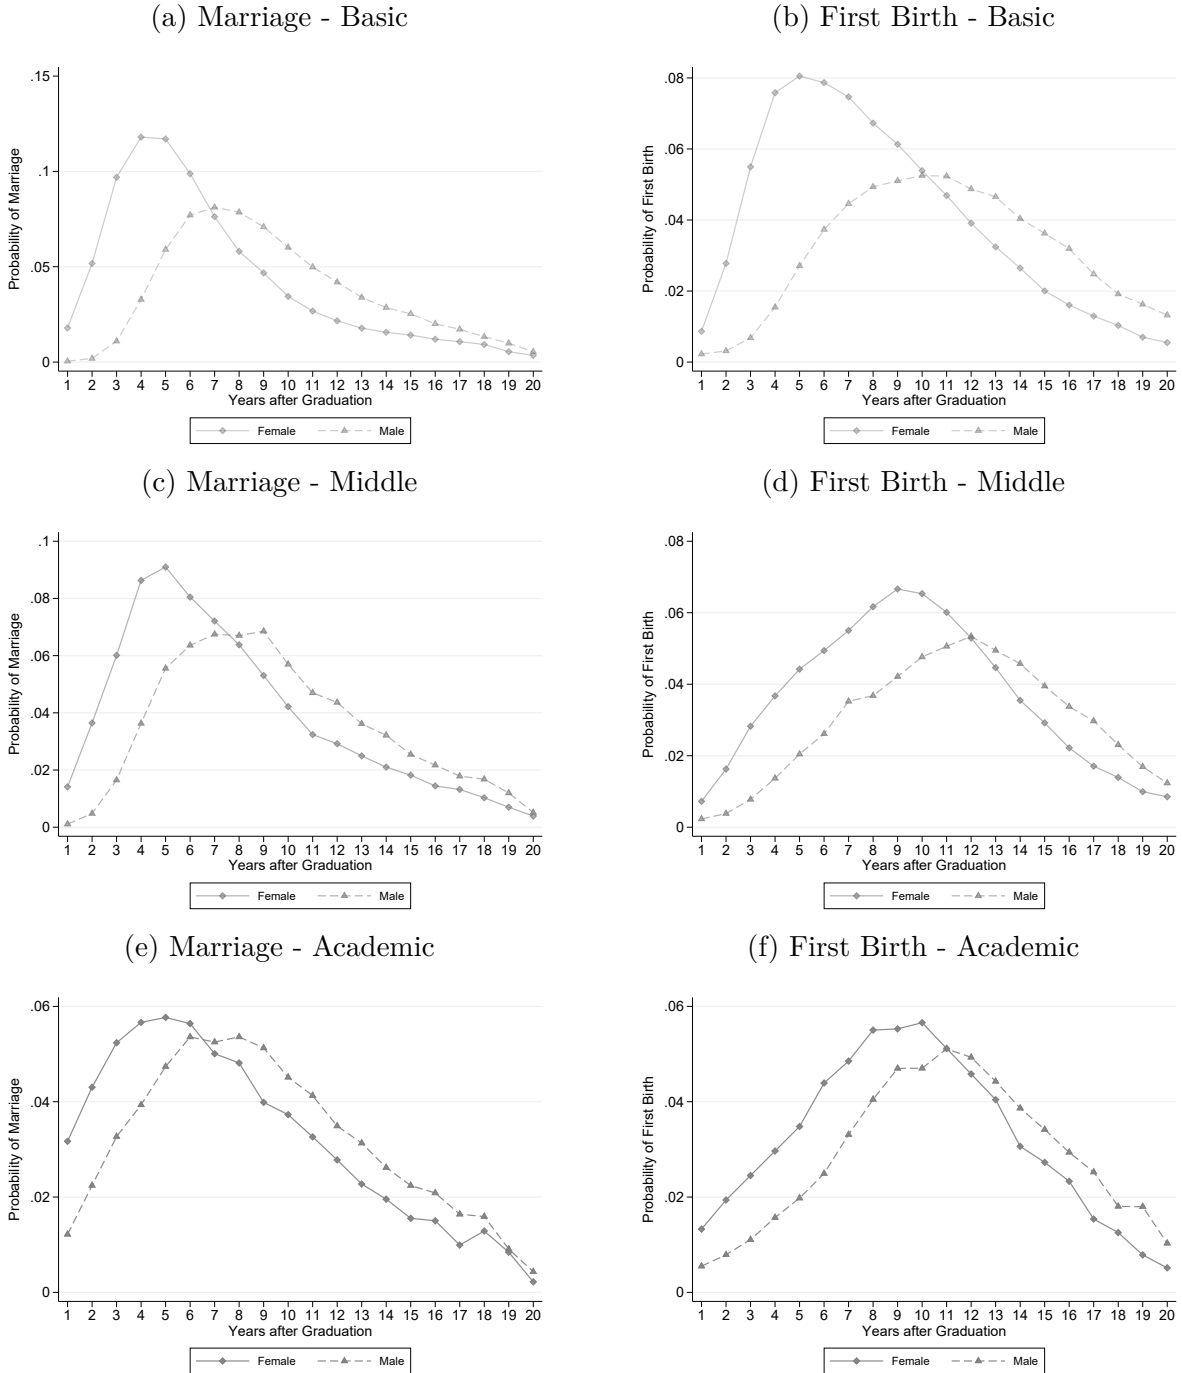 (a) Marriage - Basic
Probability of Marriage
.15
.1
.05
0
1 2 3 4 5 6 7 8 9 10 11 12 13 14 15 16 17 18 19 20
Years after Graduation
Female Male
(b) First Birth - Basic
Probability of First Birth
.08
.06
.04
.02
0
1 2 3 4 5 6 7 8 9 10 11 12 13 14 15 16 17 18 19 20
Years after Graduation
Female Male
(c) Marriage - Middle
Probability of Marriage
.1
.08
.06
.04
.02
0
1 2 3 4 5 6 7 8 9 10 11 12 13 14 15 16 17 18 19 20
Years after Graduation
Female Male
(d) First Birth - Middle
Probability of First Birth
.08
.06
.04
.02
0
1 2 3 4 5 6 7 8 9 10 11 12 13 14 15 16 17 18 19 20
Years after Graduation
Female Male
(e) Marriage - Academic
Probability of Marriage
.06
.04
.02
0
1 2 3 4 5 6 7 8 9 10 11 12 13 14 15 16 17 18 19 20
Years after Graduation
Female Male
(f) First Birth - Academic
Probability of First Birth
.06
.04
.02
0
1 2 3 4 5 6 7 8 9 10 11 12 13 14 15 16 17 18 19 20
Years after Graduation
Female Male